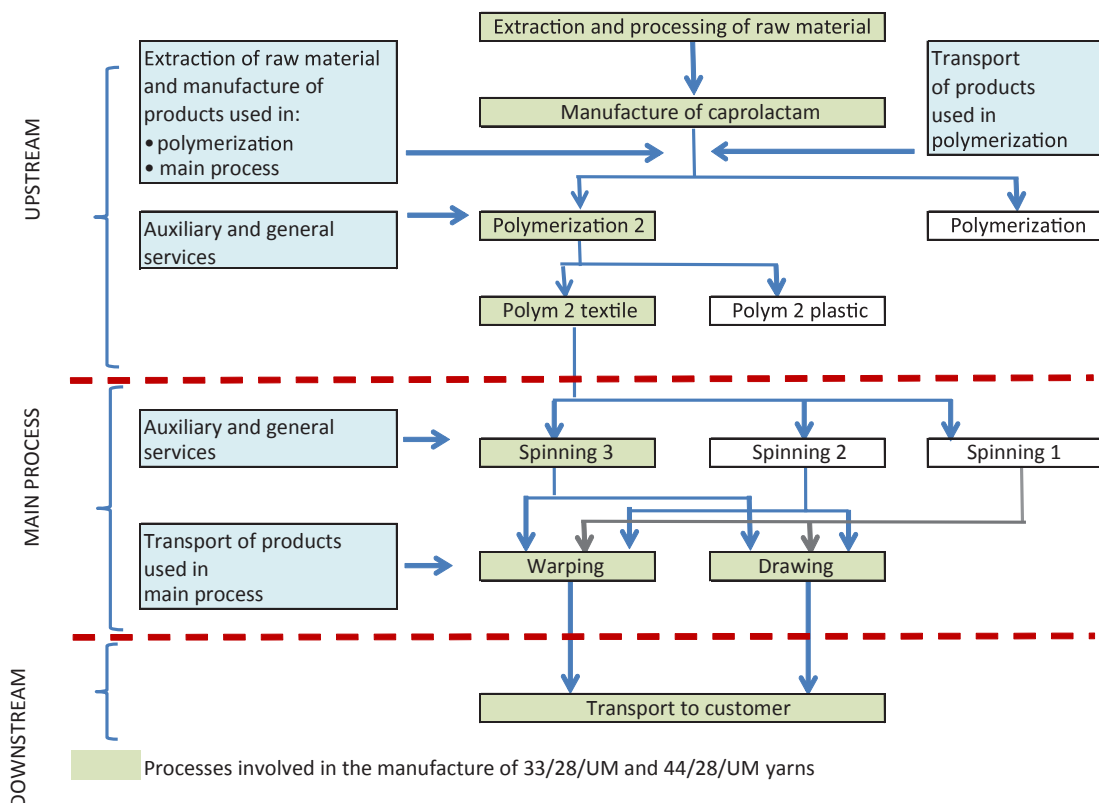 Extraction and processing of raw material
Extraction of raw material
and manufacture of
products used in:
• polymerization
• main process
Transport
of products
used in
polymerization
Manufacture of caprolactam
UPSTREAM
Auxiliary and general
services
Polymerization 2
Polymerization
Polym 2 textile
Polym 2 plastic
MAIN PROCESS
Auxiliary and general
services
Spinning 3
Spinning 2
Spinning 1
Transport of products
used in
main process
Warping
Drawing
DOWNSTREAM
Transport to customer
Processes involved in the manufacture of 33/28/UM and 44/28/UM yarns